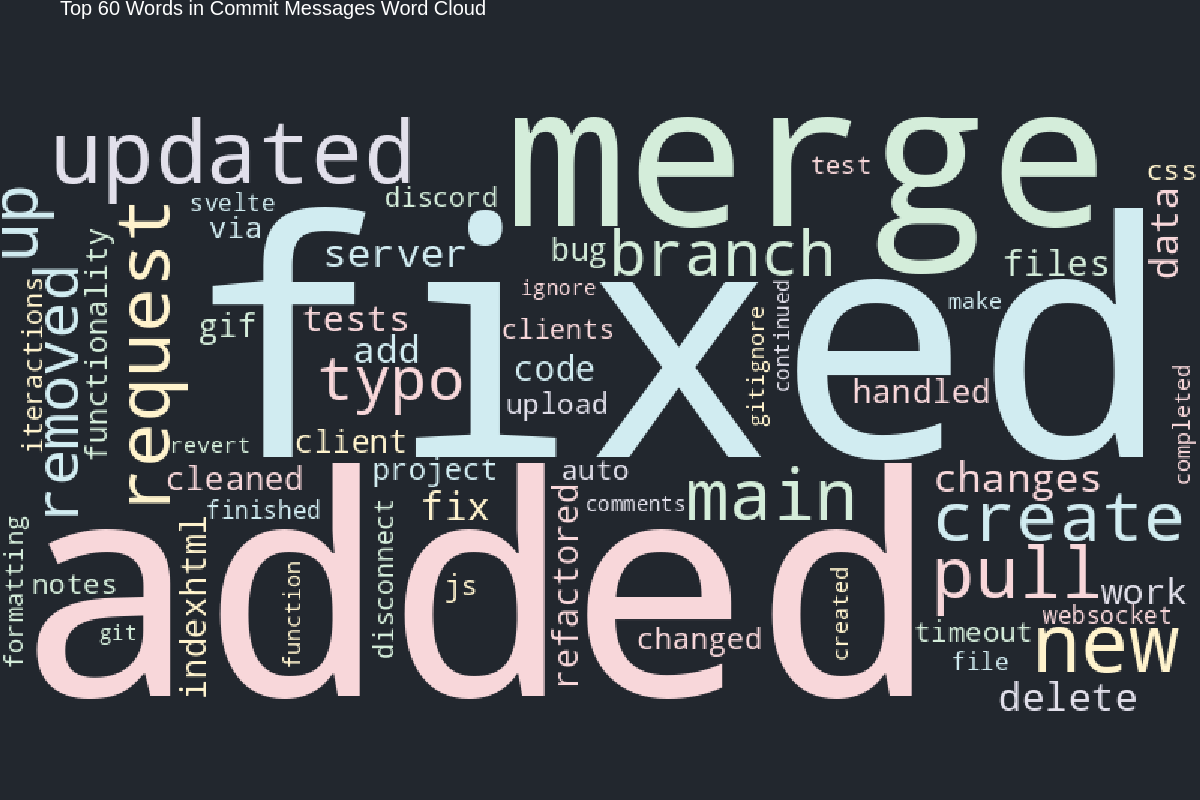 Top 60 Words in Commit Messages Word Cloud
merge
updated
test
css
up
svelte
discord
data
via
request
fixed
server
bug
branch
files
functionality
removed
iteractions
ignore
continued
make
gif
tests
clients
gitignore
add
typo
code
handled
upload
completed
revert
client
cleaned
project
auto
main
changes
finished
fix
comments
create
formatting
indexhtml
added
disconnect
refactored
pull
notes
function
js
created
work
websocket
git
changed
timeout
new
file
delete